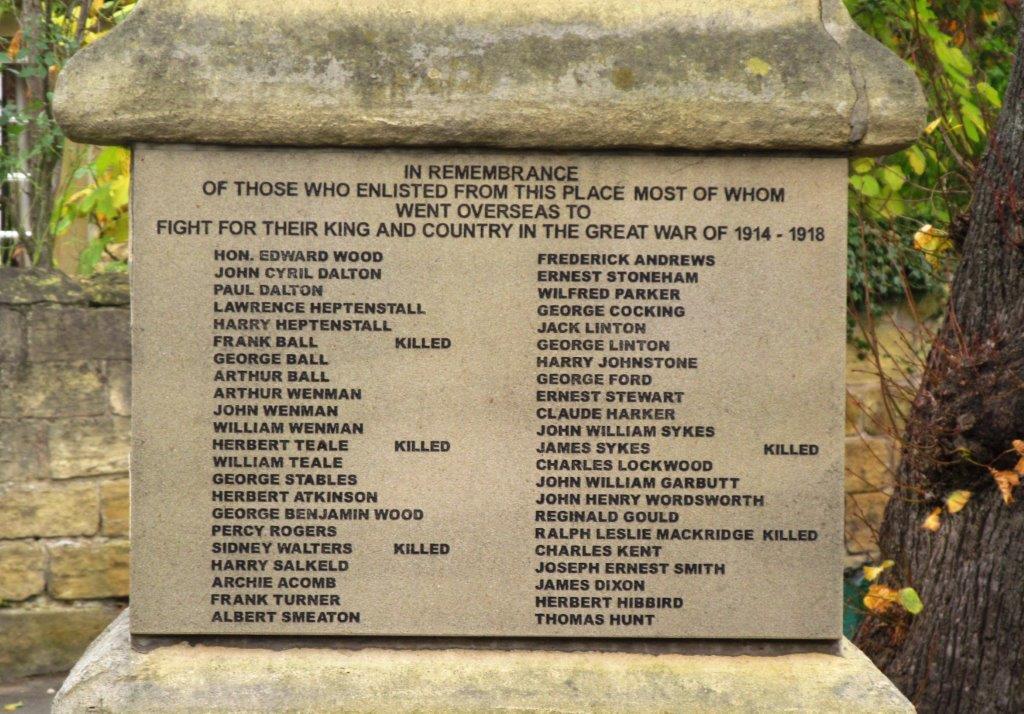 IN REMEMBRANCE
OF THOSE WHO ENLISTED FROM THIS PLACE MOST OF WHOM
WENT OVERSEAS TO
FIGHT FOR THEIR KING AND COUNTRY IN THE GREAT WAR OF 1914 - 1918
HON. EDWARD WOOD
JOHN CYRIL DALTON
PAUL DALTON
LAWRENCE HEPTENSTALL
HARRY HEPTENSTALL
FRANK BALL KILLED
GEORGE BALL
ARTHUR BALL
ARTHUR WENMAN
JOHN WENMAN
WILLIAM WENMAN
HERBERT TEALE KILLED
WILLIAM TEALE
GEORGE STABLES
HERBERT ATKINSON
GEORGE BENJAMIN WOOD
PERCY ROGERS
SIDNEY WALTERS KILLED
HARRY SALKELD
ARCHIE ACOMB
FRANK TURNER
ALBERT SMEATON
FREDERICK ANDREWS
ERNEST STONEHAM
WILFRED PARKER
GEORGE COCKING
JACK LINTON
GEORGE LINTON
HARRY JOHNSTONE
GEORGE FORD
ERNEST STEWART
CLAUDE HARKER
JOHN WILLIAM SYKES
JAMES SYKES KILLED
CHARLES LOCKWOOD
JOHN WILLIAM GARBUTT
JOHN HENRY WORDSWORTH
REGINALD GOULD
RALPH LESLIE MACKRIDGE KILLED
CHARLES KENT
JOSEPH ERNEST SMITH
JAMES DIXON
HERBERT HIBBIRD
THOMAS HUNT